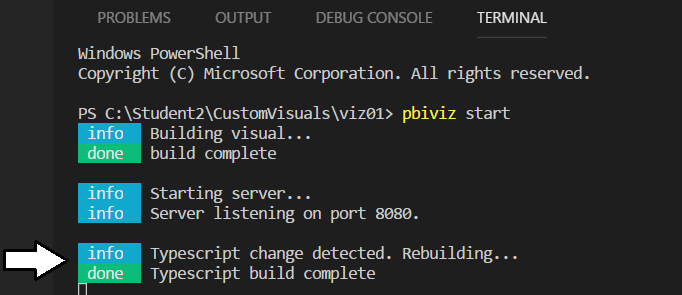 PROBLEMS OUTPUT DEBUG CONSOLE TERMINAL
Windows PowerShell
Copyright (C) Microsoft Corporation. All rights reserved.
PS C:\Student2\CustomVisuals\viz01> pbiviz start
info Building visual...
done build complete
info Starting server...
info Server listening on port 8080.
info Typescript change detected. Rebuilding...
done Typescript build complete